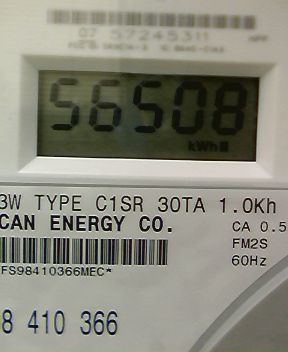 07 57245311
56508
kWh
3W TYPE C1SR 30TA 1.0Kh
CAN ENERGY CO.
CA 0.5
FM2S
60Hz
FS98410366MEC*
8 410 366